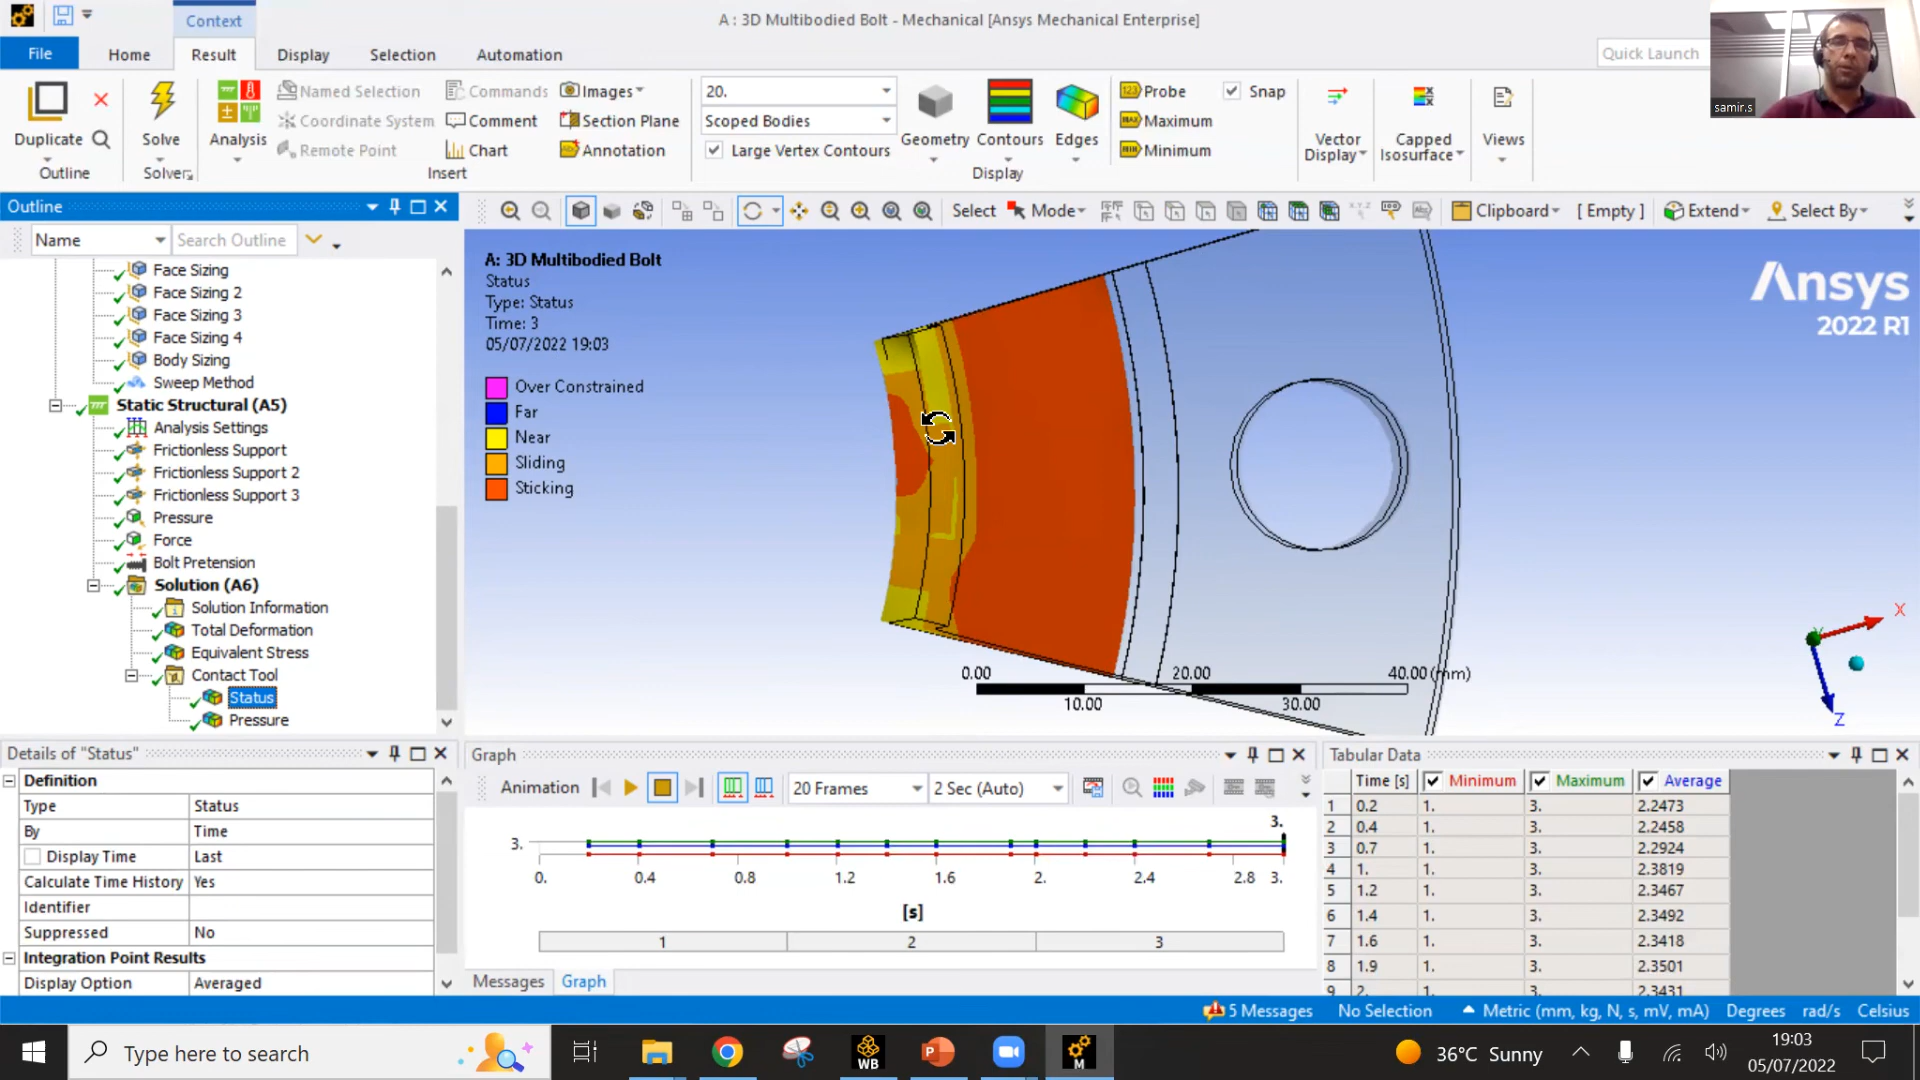 Context
A : 3D Multibodied Bolt - Mechanical [Ansys Mechanical Enterprise]
File
Home
Result
Display
Selection
Automation
Quick Launch
samir.s
Duplicate
Outline
Solve
Solver
Analysis
Named Selection
Coordinate System
Remote Point
Commands
Comment
Chart
Images
Section Plane
Annotation
Insert
20.
Scoped Bodies
Large Vertex Contours
Geometry
Contours
Edges
Display
Probe
Maximum
Minimum
Snap
Vector
Display
Capped
Isosurface
Views
Outline
Name
Search Outline
Select
Mode
Clipboard
[ Empty ]
Extend
Select By
Face Sizing
Face Sizing 2
Face Sizing 3
Face Sizing 4
Body Sizing
Sweep Method
Static Structural (A5)
Analysis Settings
Frictionless Support
Frictionless Support 2
Frictionless Support 3
Pressure
Force
Bolt Pretension
Solution (A6)
Solution Information
Total Deformation
Equivalent Stress
Contact Tool
Status
Pressure
A: 3D Multibodied Bolt
Status
Type: Status
Time: 3
05/07/2022 19:03
Over Constrained
Far
Near
Sliding
Sticking
Ansys
2022 R1
0.00 20.00 40.00 (mm)
10.00 30.00
X
Z
Details of "Status"
Definition
Type Status
By Time
Display Time Last
Calculate Time History Yes
Identifier
Suppressed No
Integration Point Results
Display Option Averaged
Graph
Animation
20 Frames
2 Sec (Auto)
3.
3.
0. 0.4 0.8 1.2 1.6 2. 2.4 2.8 3.
[s]
1 2 3
Messages
Graph
Tabular Data
Time [s] Minimum Maximum Average
1 0.2 1. 3. 2.2473
2 0.4 1. 3. 2.2458
3 0.7 1. 3. 2.2924
4 1. 1. 3. 2.3819
5 1.2 1. 3. 2.3467
6 1.4 1. 3. 2.3492
7 1.6 1. 3. 2.3418
8 1.9 1. 3. 2.3501
9 2. 1. 3. 2.3431
5 Messages
No Selection
Metric (mm, kg, N, s, mV, mA)
Degrees
rad/s
Celsius
Type here to search
WB
P
M
36°C Sunny
19:03
05/07/2022